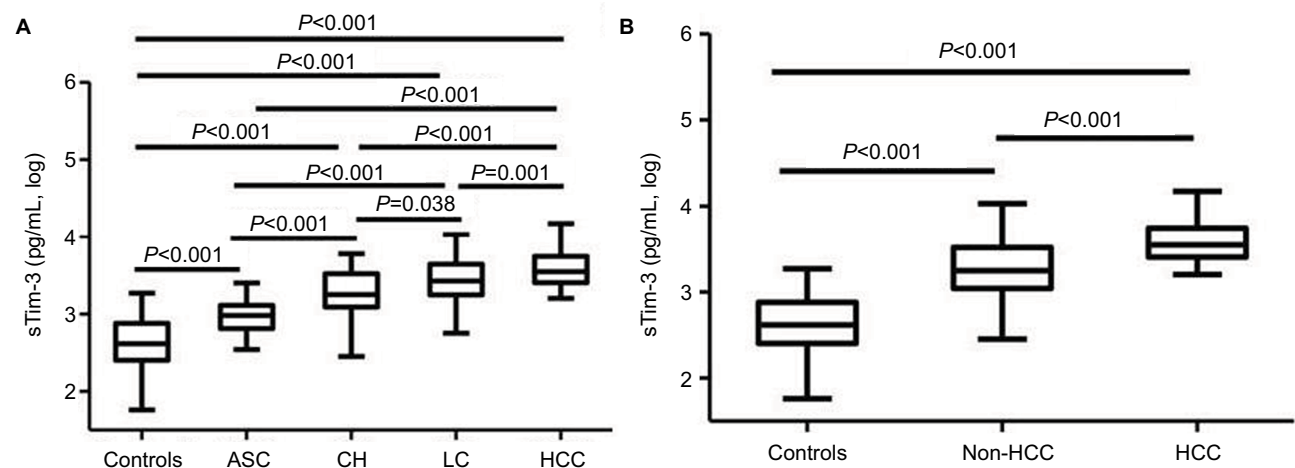 A
P<0.001
P<0.001
P<0.001
P<0.001
P<0.001
P<0.001
P=0.001
P<0.001
P=0.038
P<0.001
sTim-3 (pg/mL, log)
6
5
4
3
2
Controls ASC CH LC HCC
B
P<0.001
P<0.001
P<0.001
sTim-3 (pg/mL, log)
6
5
4
3
2
Controls Non-HCC HCC